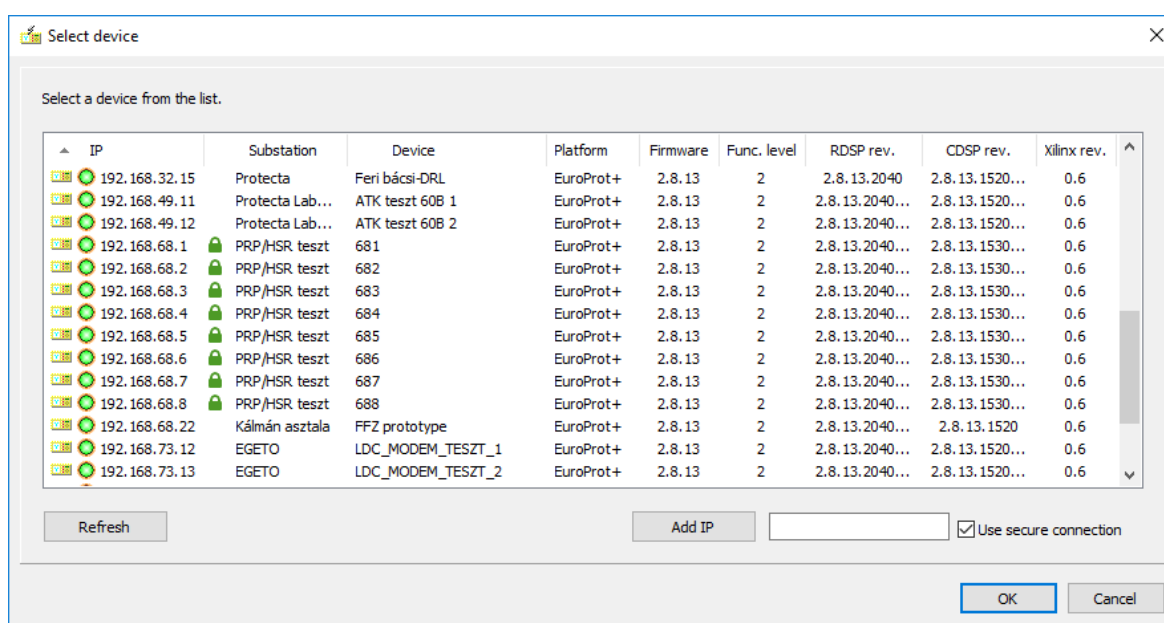 Select device
Select a device from the list.
IP Substation Device Platform Firmware Func. level RDSP rev. CDSP rev. Xilinx rev.
192.168.32.15 Protecta Feri bácsi-DRL EuroProt+ 2.8.13 2 2.8.13.2040 2.8.13.1520... 0.6
192.168.49.11 Protecta Lab... ATK teszt 60B 1 EuroProt+ 2.8.13 2 2.8.13.2040... 2.8.13.1520... 0.6
192.168.49.12 Protecta Lab... ATK teszt 60B 2 EuroProt+ 2.8.13 2 2.8.13.2040... 2.8.13.1520... 0.6
192.168.68.1 PRP/HSR teszt 681 EuroProt+ 2.8.13 2 2.8.13.2040... 2.8.13.1530... 0.6
192.168.68.2 PRP/HSR teszt 682 EuroProt+ 2.8.13 2 2.8.13.2040... 2.8.13.1530... 0.6
192.168.68.3 PRP/HSR teszt 683 EuroProt+ 2.8.13 2 2.8.13.2040... 2.8.13.1530... 0.6
192.168.68.4 PRP/HSR teszt 684 EuroProt+ 2.8.13 2 2.8.13.2040... 2.8.13.1530... 0.6
192.168.68.5 PRP/HSR teszt 685 EuroProt+ 2.8.13 2 2.8.13.2040... 2.8.13.1530... 0.6
192.168.68.6 PRP/HSR teszt 686 EuroProt+ 2.8.13 2 2.8.13.2040... 2.8.13.1530... 0.6
192.168.68.7 PRP/HSR teszt 687 EuroProt+ 2.8.13 2 2.8.13.2040... 2.8.13.1530... 0.6
192.168.68.8 PRP/HSR teszt 688 EuroProt+ 2.8.13 2 2.8.13.2040... 2.8.13.1530... 0.6
192.168.68.22 Kálmán asztala FFZ prototype EuroProt+ 2.8.13 2 2.8.13.2040... 2.8.13.1520 0.6
192.168.73.12 EGETO LDC_MODEM_TESZT_1 EuroProt+ 2.8.13 2 2.8.13.2040... 2.8.13.1520... 0.6
192.168.73.13 EGETO LDC_MODEM_TESZT_2 EuroProt+ 2.8.13 2 2.8.13.2040... 2.8.13.1520... 0.6
Refresh Add IP Use secure connection
OK Cancel